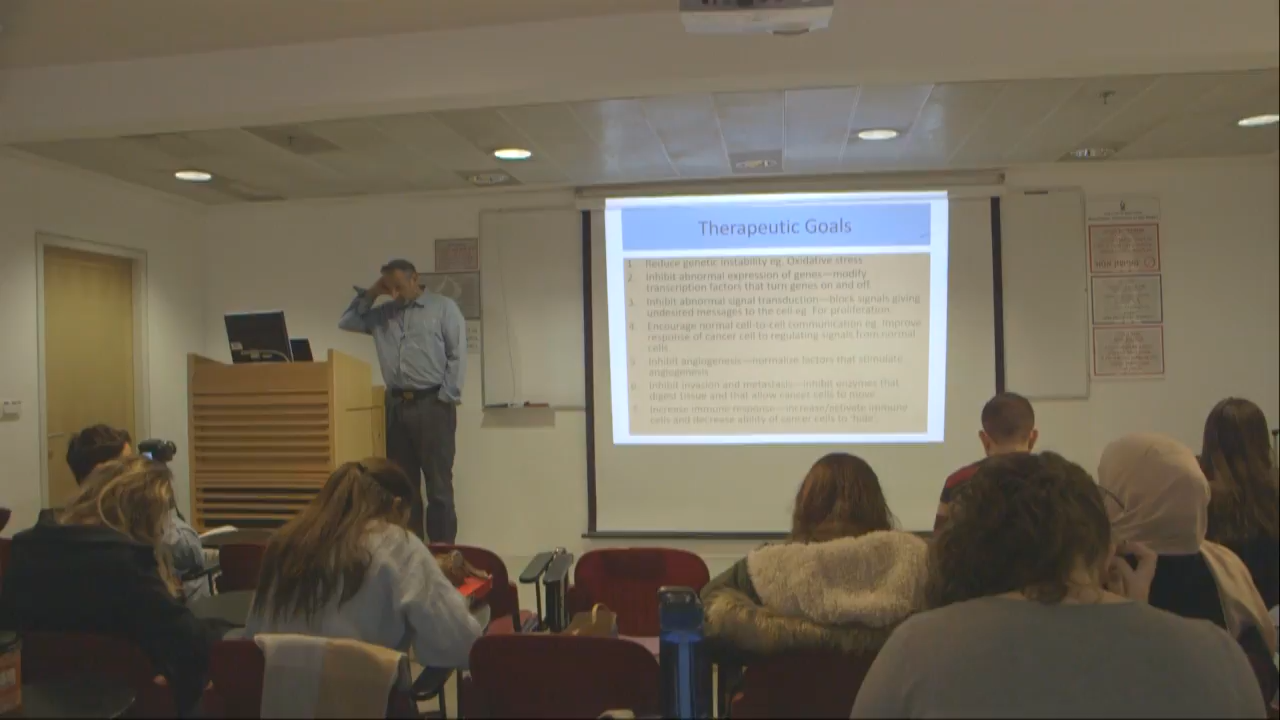 Therapeutic Goals
1. Reduce genetic instability eg. Oxidative stress
2. Inhibit abnormal expression of genes—modify
transcription factors that turn genes on and off.
3. Inhibit abnormal signal transduction—block signals giving
undesired messages to the cell eg. For proliferation.
4. Encourage normal cell-to-cell communication eg. Improve
response of cancer cell to regulating signals from normal
cells
5. Inhibit angiogenesis—normalize factors that stimulate
angiogenesis
6. Inhibit invasion and metastasis—inhibit enzymes that
digest tissue and that allow cancer cells to move
7. Increase immune response—increase/activate immune
cells and decrease ability of cancer cells to 'hide'